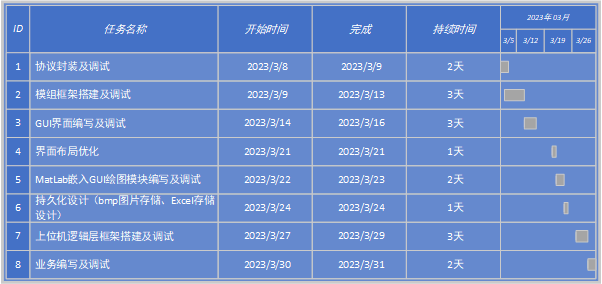 ID 任务名称 开始时间 完成 持续时间 2023年 03月
3/5 3/12 3/19 3/26
1 协议封装及调试 2023/3/8 2023/3/9 2天
2 模组框架搭建及调试 2023/3/9 2023/3/13 3天
3 GUI界面编写及调试 2023/3/14 2023/3/16 3天
4 界面布局优化 2023/3/21 2023/3/21 1天
5 MatLab嵌入GUI绘图模块编写及调试 2023/3/22 2023/3/23 2天
6 持久化设计（bmp图片存储、Excel存储 2023/3/24 2023/3/24 1天
设计）
7 上位机逻辑层框架搭建及调试 2023/3/27 2023/3/29 3天
8 业务编写及调试 2023/3/30 2023/3/31 2天